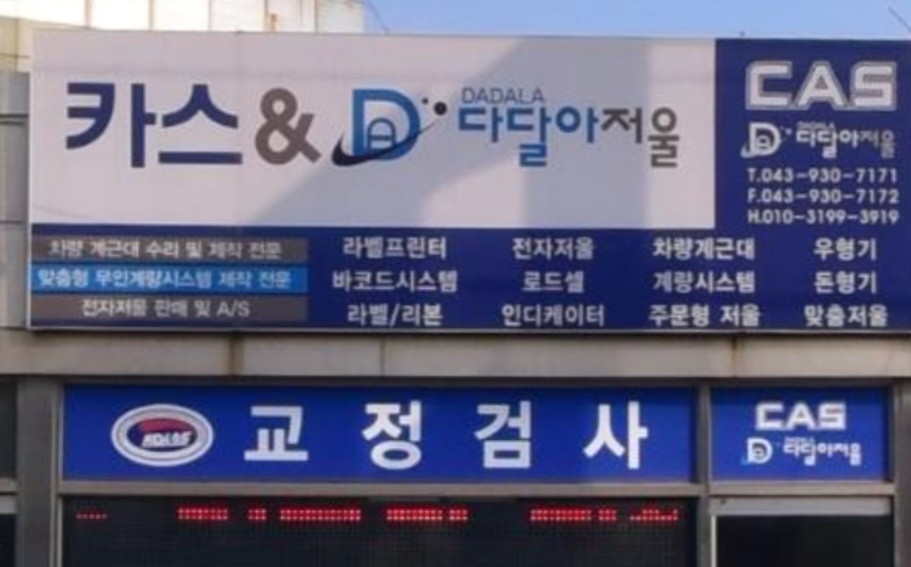 카스 & D DADALA 다달아저울
CAS
DADALA
D 다달아저울
T.043-930-7171
F.043-930-7172
H.010-3199-3919
차량 계근대 수리 및 제작 전문
맞춤형 무인계량시스템 제작 전문
전자저울 판매 및 A/S
라벨프린터 전자저울 차량계근대 우형기
바코드시스템 로드셀 계량시스템 돈형기
라벨/리본 인디케이터 주문형 저울 맞춤저울
KOLAS 교정검사
CAS
D 다달아저울